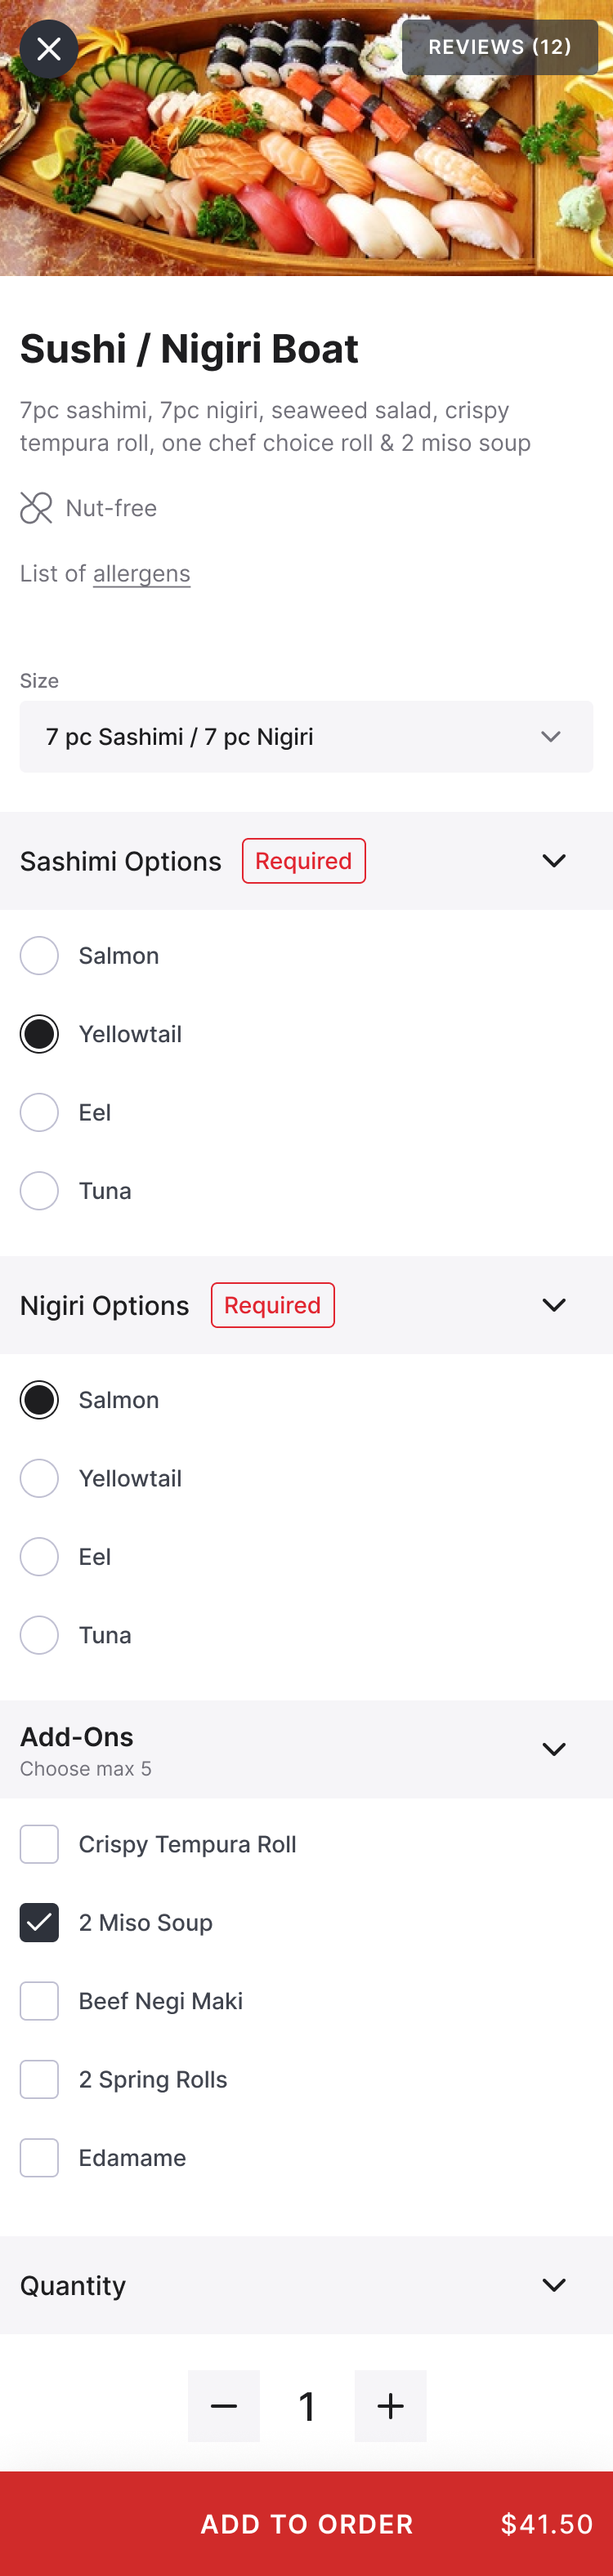 REVIEWS (12)
Sushi / Nigiri Boat
7pc sashimi, 7pc nigiri, seaweed salad, crispy
tempura roll, one chef choice roll & 2 miso soup
Nut-free
List of allergens
Size
7 pc Sashimi / 7 pc Nigiri
Sashimi Options Required
Salmon
Yellowtail
Eel
Tuna
Nigiri Options Required
Salmon
Yellowtail
Eel
Tuna
Add-Ons
Choose max 5
Crispy Tempura Roll
2 Miso Soup
Beef Negi Maki
2 Spring Rolls
Edamame
Quantity
1
ADD TO ORDER $41.50